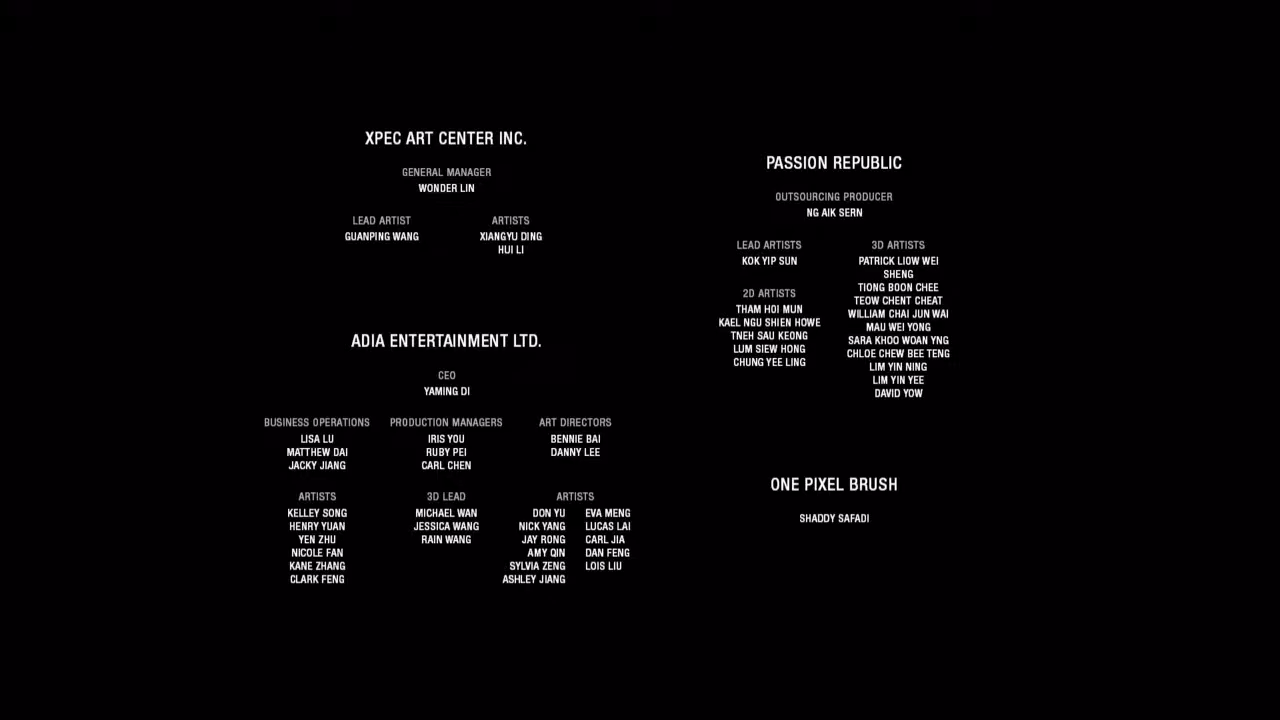 XPEC ART CENTER INC.
GENERAL MANAGER
WONDER LIN
LEAD ARTIST
GUANPING WANG
ARTISTS
XIANGYU DING
HUI LI
ADIA ENTERTAINMENT LTD.
CEO
YAMING DI
BUSINESS OPERATIONS
LISA LU
MATTHEW DAI
JACKY JIANG
PRODUCTION MANAGERS
IRIS YOU
RUBY PEI
CARL CHEN
ART DIRECTORS
BENNIE BAI
DANNY LEE
ARTISTS
KELLEY SONG
HENRY YUAN
YEN ZHU
NICOLE FAN
KANE ZHANG
CLARK FENG
3D LEAD
MICHAEL WAN
JESSICA WANG
RAIN WANG
ARTISTS
DON YU
NICK YANG
JAY RONG
AMY QIN
SYLVIA ZENG
ASHLEY JIANG
EVA MENG
LUCAS LAI
CARL JIA
DAN FENG
LOIS LIU
PASSION REPUBLIC
OUTSOURCING PRODUCER
NG AIK SERN
LEAD ARTISTS
KOK YIP SUN
2D ARTISTS
THAM HOI MUN
KAEL NGU SHIEN HOWE
TNEH SAU KEONG
LUM SIEW HONG
CHUNG YEE LING
3D ARTISTS
PATRICK LIOW WEI
SHENG
TIONG BOON CHEE
TEOW CHENT CHEAT
WILLIAM CHAI JUN WAI
MAU WEI YONG
SARA KHOO WOAN YNG
CHLOE CHEW BEE TENG
LIM YIN NING
LIM YIN YEE
DAVID YOW
ONE PIXEL BRUSH
SHADDY SAFADI